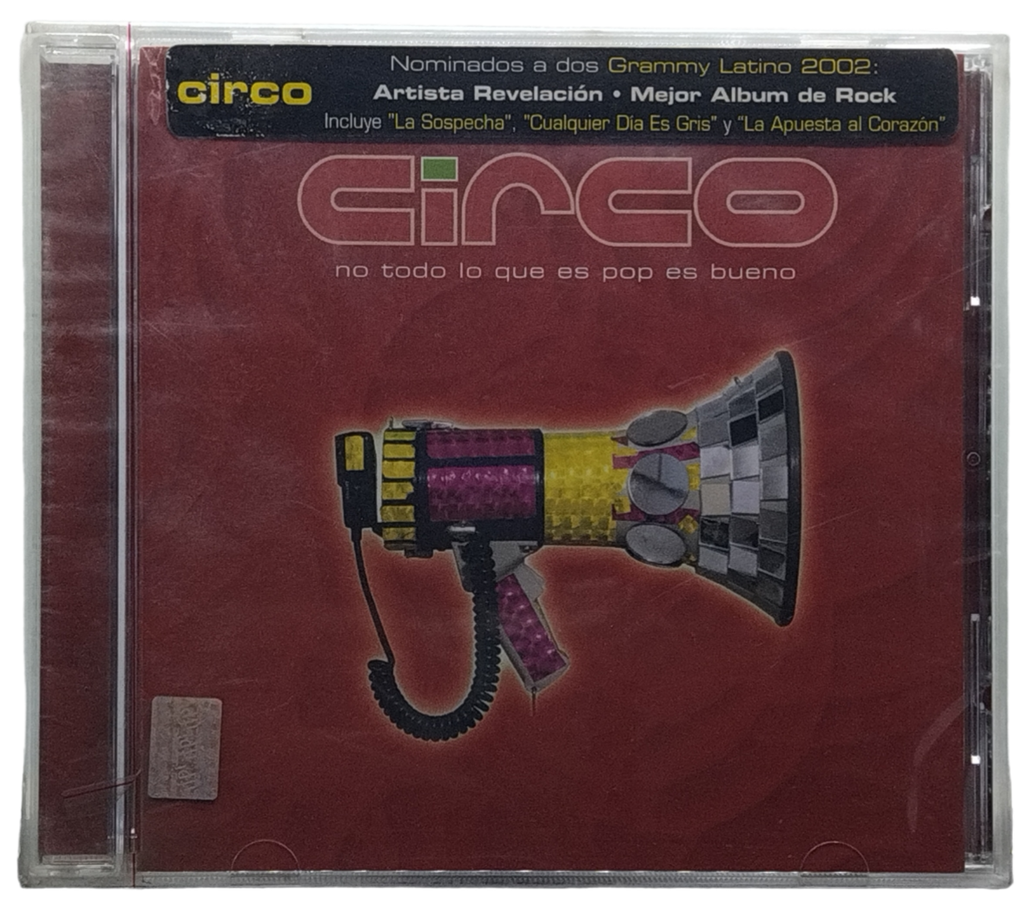 circo
Nominados a dos Grammy Latino 2002:
Artista Revelación • Mejor Album de Rock
Incluye "La Sospecha", "Cualquier Día Es Gris" y "La Apuesta al Corazón"
circo
no todo lo que es pop es bueno